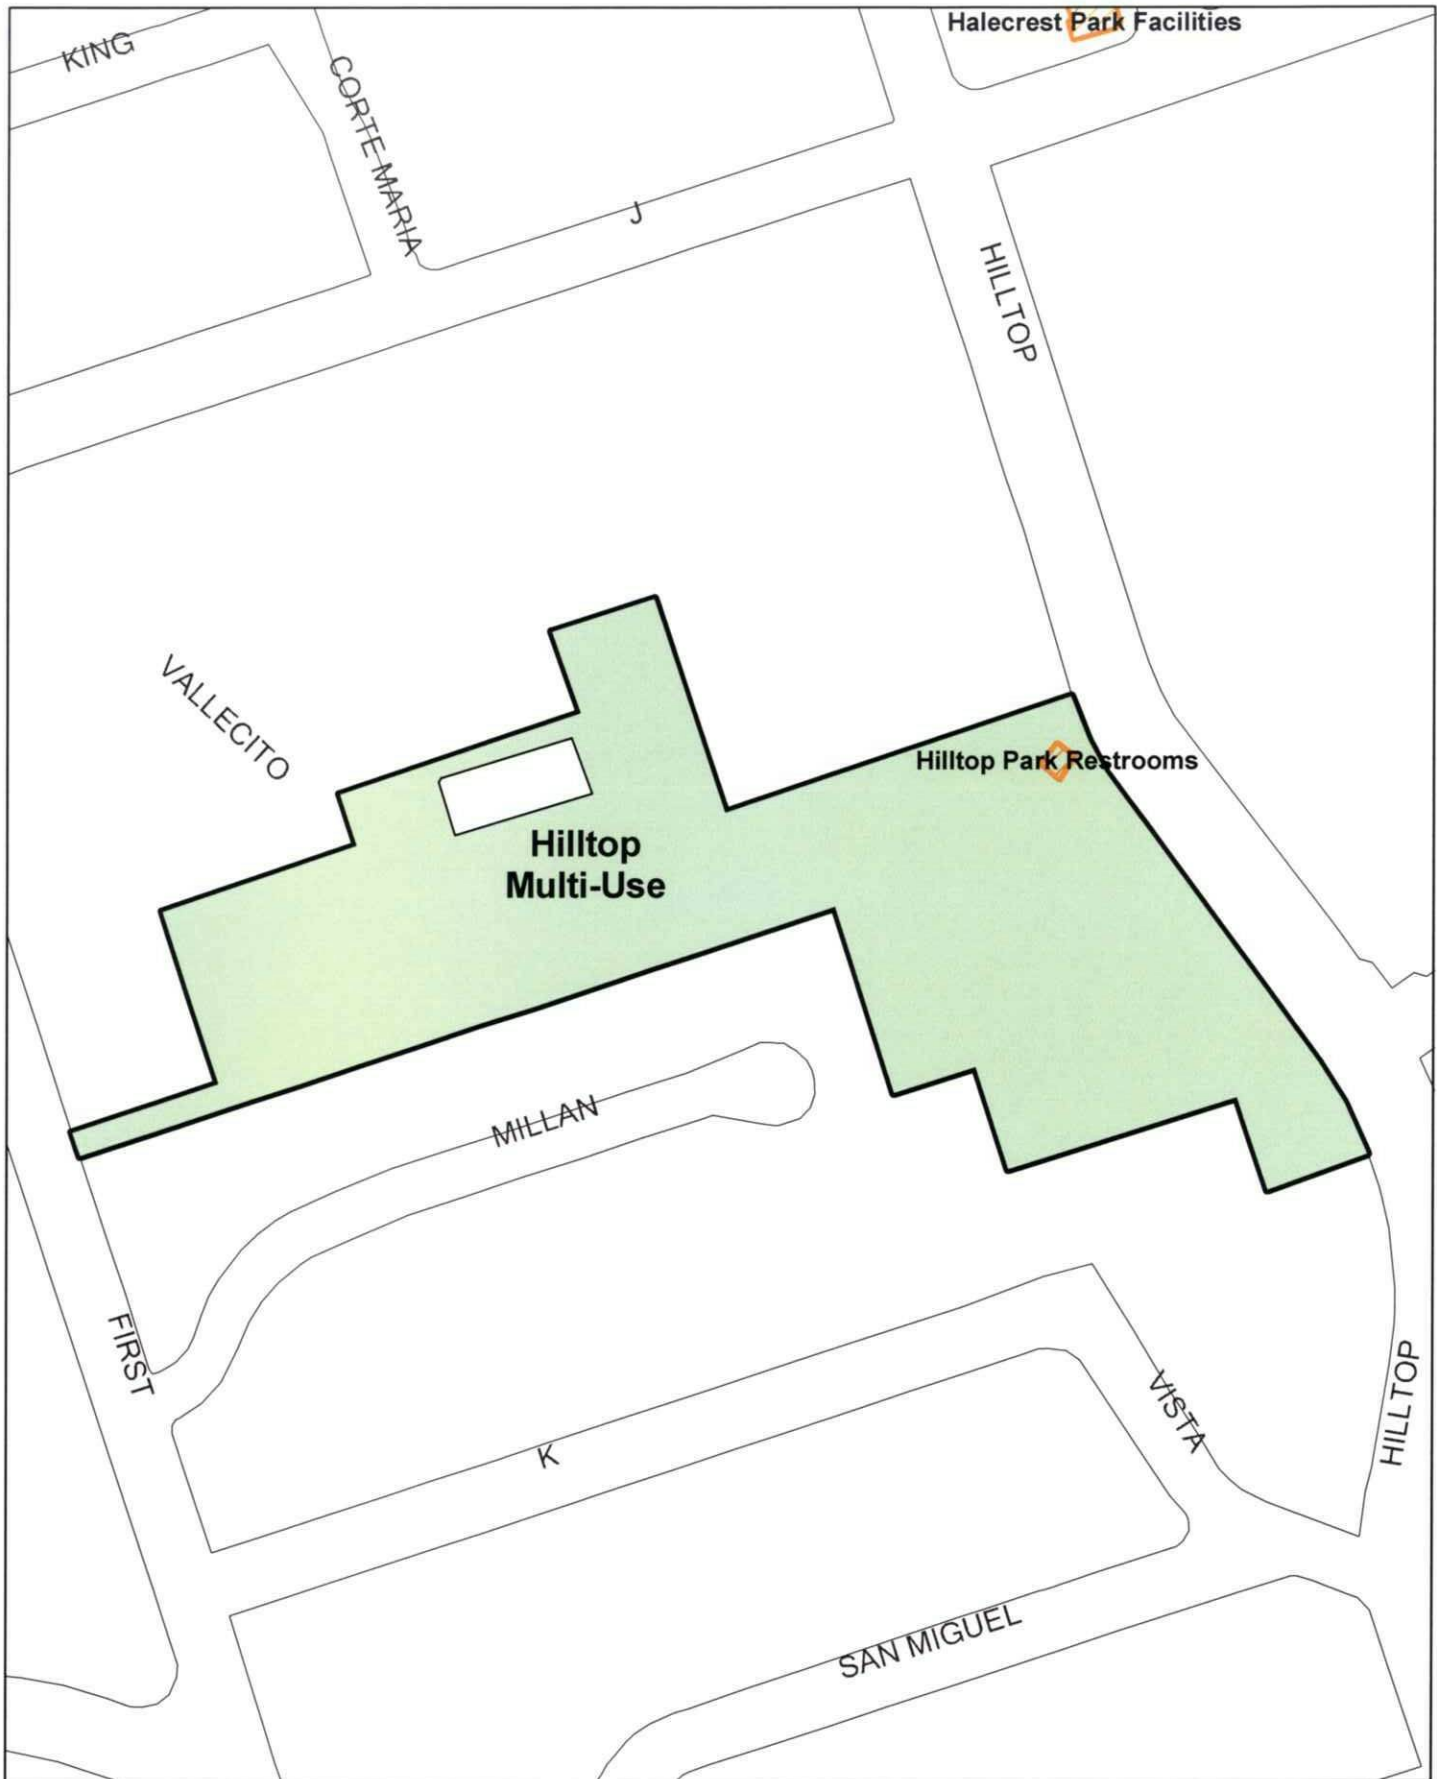 Halecrest Park Facilities
KING
CORTE MARIA
J
HILLTOP
VALLECITO
Hilltop Park Restrooms
Hilltop
Multi-Use
MILLAN
FIRST
VISTA
HILLTOP
K
SAN MIGUEL